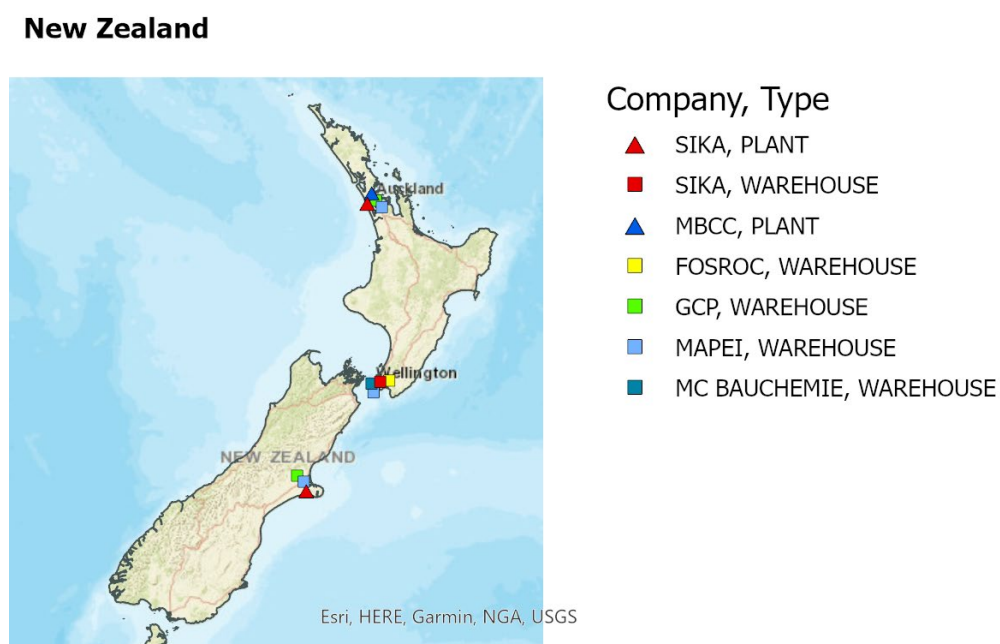 New Zealand
Company, Type
SIKA, PLANT
SIKA, WAREHOUSE
MBCC, PLANT
FOSROC, WAREHOUSE
GCP, WAREHOUSE
MAPEI, WAREHOUSE
MC BAUCHEMIE, WAREHOUSE
Auckland
Wellington
NEW ZEALAND
Esri, HERE, Garmin, NGA, USGS